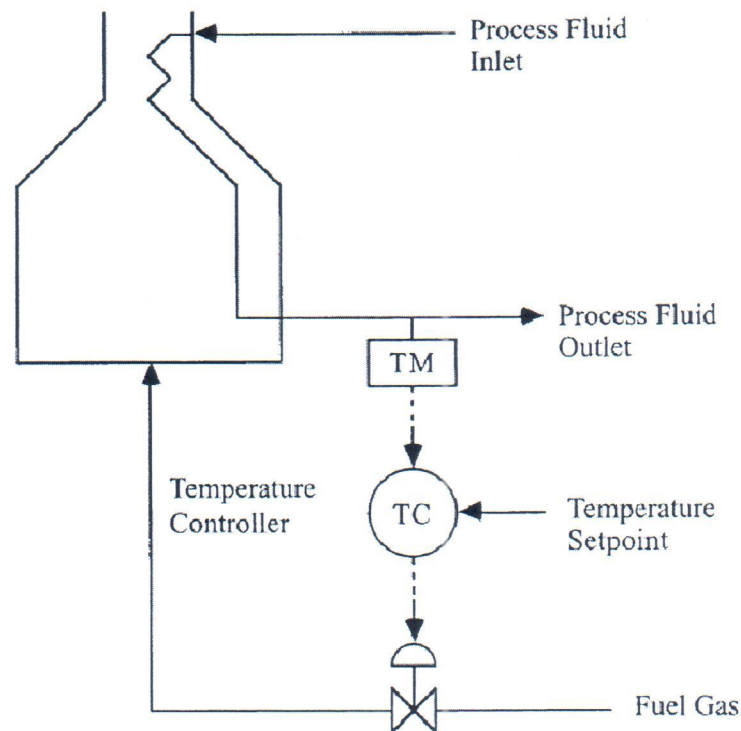 Process Fluid
Inlet
Process Fluid
Outlet
TM
Temperature
Controller
TC
Temperature
Setpoint
Fuel Gas